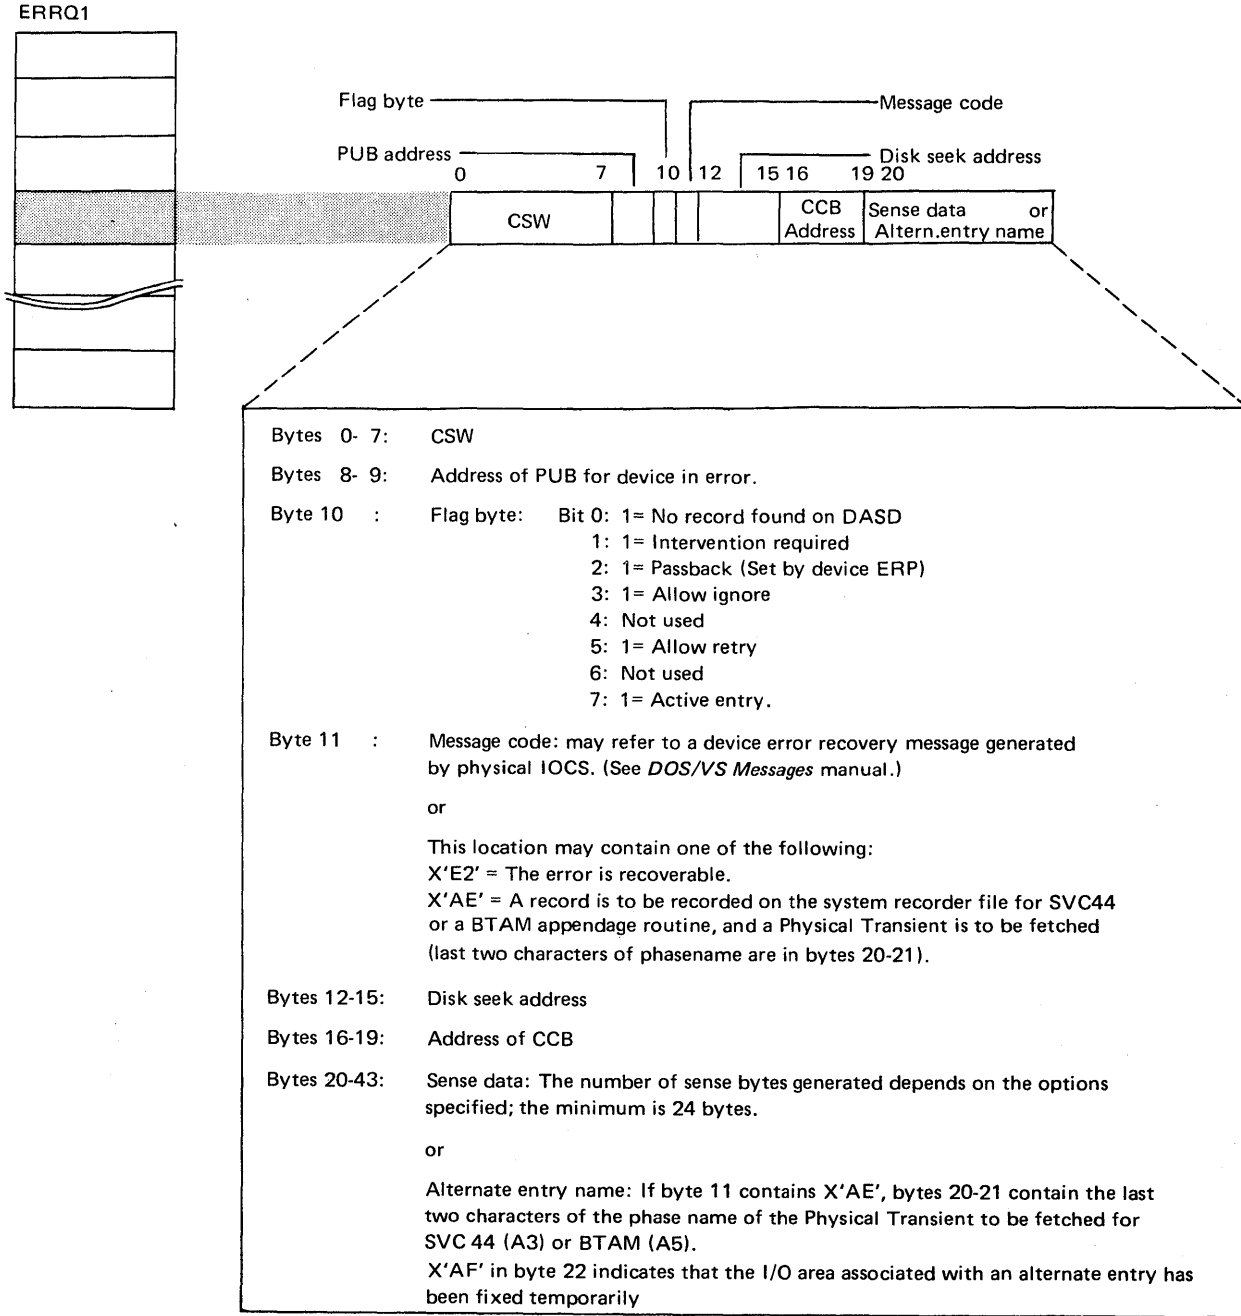 ERRQ1
Flag byte
Message code
PUB address
Disk seek address
0 7 10 12 15 16 19 20
CSW
CCB
Address
Sense data or
Altern.entry name
Bytes 0- 7: CSW
Bytes 8- 9: Address of PUB for device in error.
Byte 10 : Flag byte: Bit 0: 1= No record found on DASD
1: 1= Intervention required
2: 1= Passback (Set by device ERP)
3: 1= Allow ignore
4: Not used
5: 1= Allow retry
6: Not used
7: 1= Active entry.
Byte 11 : Message code: may refer to a device error recovery message generated
by physical IOCS. (See DOS/VS Messages manual.)
or
This location may contain one of the following:
X'E2' = The error is recoverable.
X'AE' = A record is to be recorded on the system recorder file for SVC44
or a BTAM appendage routine, and a Physical Transient is to be fetched
(last two characters of phasename are in bytes 20-21).
Bytes 12-15: Disk seek address
Bytes 16-19: Address of CCB
Bytes 20-43: Sense data: The number of sense bytes generated depends on the options
specified; the minimum is 24 bytes.
or
Alternate entry name: If byte 11 contains X'AE', bytes 20-21 contain the last
two characters of the phase name of the Physical Transient to be fetched for
SVC 44 (A3) or BTAM (A5).
X'AF' in byte 22 indicates that the I/O area associated with an alternate entry has
been fixed temporarily